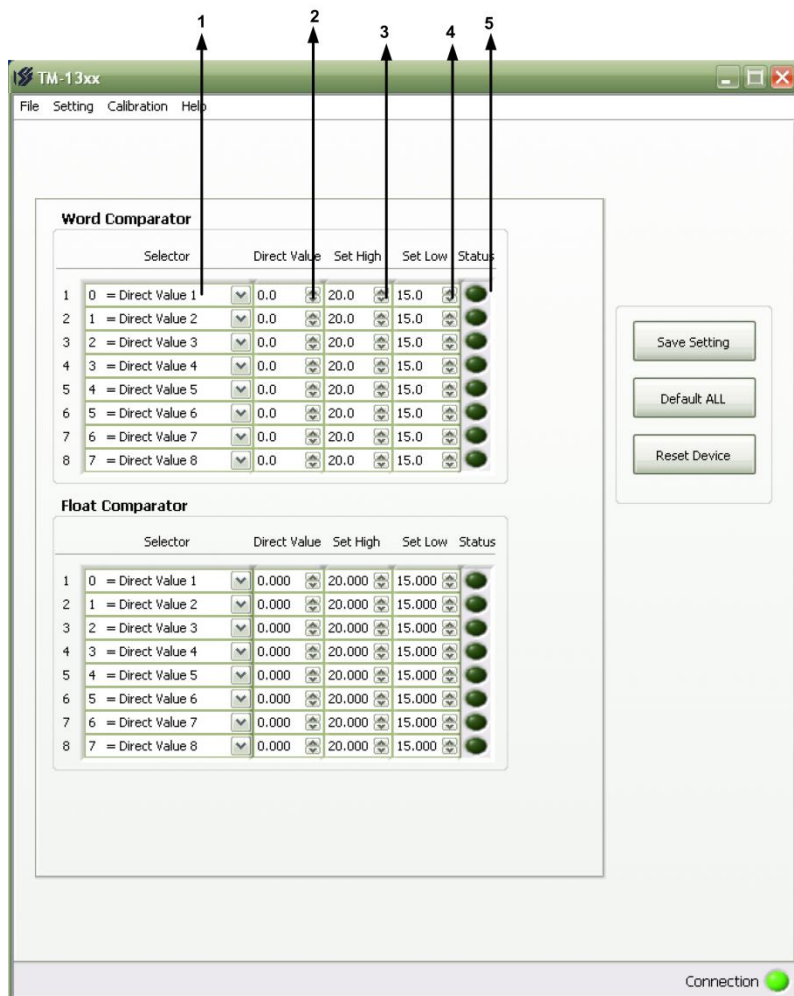 1 2 3 4 5
TM-13xx
File Setting Calibration Help
Word Comparator
Selector Direct Value Set High Set Low Status
1 0 = Direct Value 1 0.0 20.0 15.0
2 1 = Direct Value 2 0.0 20.0 15.0
3 2 = Direct Value 3 0.0 20.0 15.0
4 3 = Direct Value 4 0.0 20.0 15.0
5 4 = Direct Value 5 0.0 20.0 15.0
6 5 = Direct Value 6 0.0 20.0 15.0
7 6 = Direct Value 7 0.0 20.0 15.0
8 7 = Direct Value 8 0.0 20.0 15.0
Float Comparator
Selector Direct Value Set High Set Low Status
1 0 = Direct Value 1 0.000 20.000 15.000
2 1 = Direct Value 2 0.000 20.000 15.000
3 2 = Direct Value 3 0.000 20.000 15.000
4 3 = Direct Value 4 0.000 20.000 15.000
5 4 = Direct Value 5 0.000 20.000 15.000
6 5 = Direct Value 6 0.000 20.000 15.000
7 6 = Direct Value 7 0.000 20.000 15.000
8 7 = Direct Value 8 0.000 20.000 15.000
Save Setting
Default ALL
Reset Device
Connection